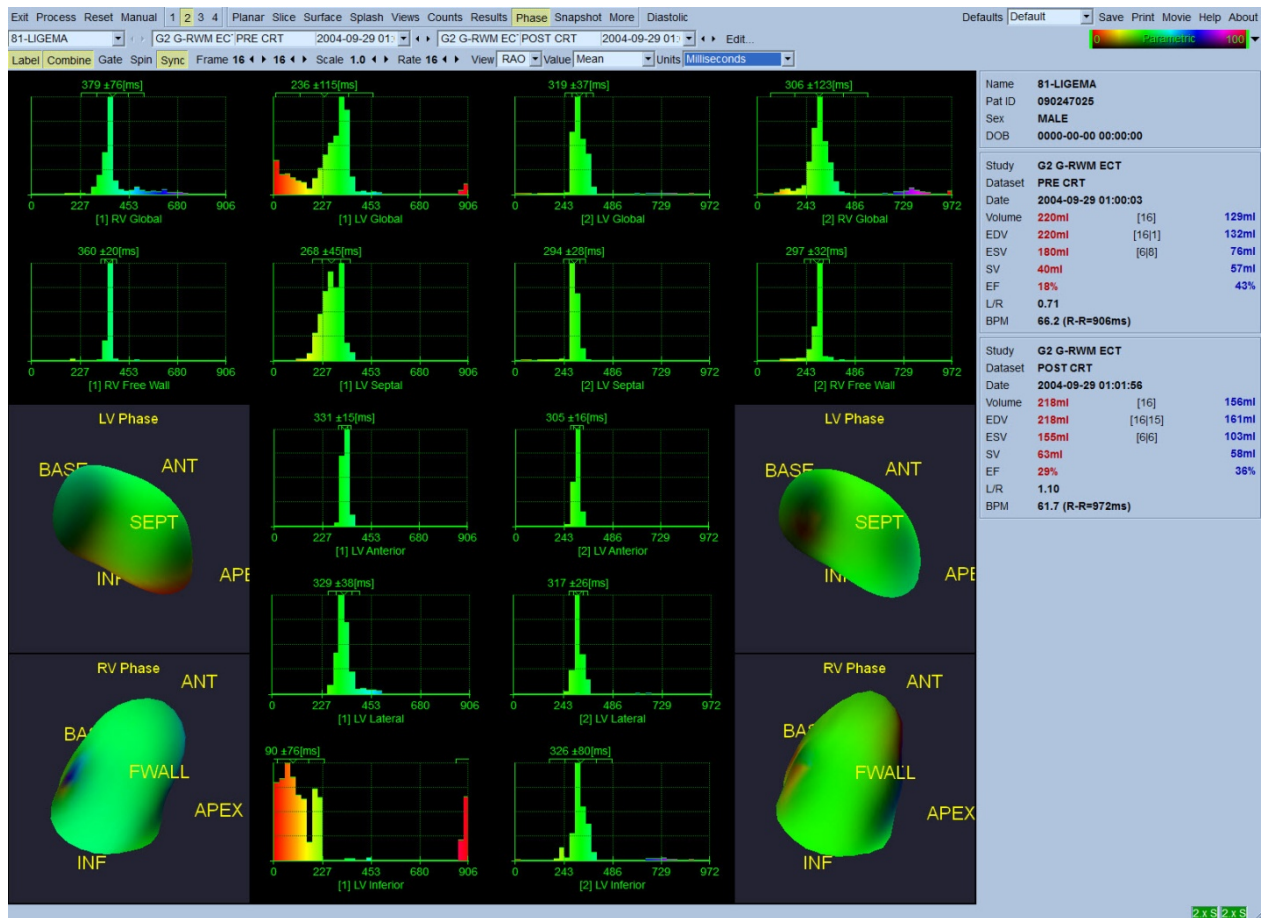 Exit Process Reset Manual 1 2 3 4 Planar Slice Surface Splash Views Counts Results Phase Snapshot More Diastolic Defaults Default Save Print Movie Help About
81-LIGEMA G2 G-RWM EC PRE CRT 2004-09-29 01: G2 G-RWM EC POST CRT 2004-09-29 01: Edit...
0 Parametric 100
Label Combine Gate Spin Sync Frame 16 16 Scale 1.0 Rate 16 View RAO Value Mean Units Milliseconds
379 ±76[ms] 236 ±115[ms] 319 ±37[ms] 306 ±123[ms]
0 227 453 680 906 0 227 453 680 906 0 243 486 729 972 0 243 486 729 972
[1] RV Global [1] LV Global [2] LV Global [2] RV Global
360 ±20[ms] 268 ±45[ms] 294 ±28[ms] 297 ±32[ms]
0 227 453 680 906 0 227 453 680 906 0 243 486 729 972 0 243 486 729 972
[1] RV Free Wall [1] LV Septal [2] LV Septal [2] RV Free Wall
LV Phase
BASE ANT
SEPT
INF APE
331 ±15[ms] 305 ±16[ms]
0 227 453 680 906 0 243 486 729 972
[1] LV Anterior [2] LV Anterior
LV Phase
BASE ANT
SEPT
INF APE
329 ±38[ms] 317 ±26[ms]
0 227 453 680 906 0 243 486 729 972
[1] LV Lateral [2] LV Lateral
RV Phase
ANT
BAS
FWALL
APEX
INF
90 ±76[ms] 326 ±80[ms]
0 227 453 680 906 0 243 486 729 972
[1] LV Inferior [2] LV Inferior
RV Phase
ANT
BAS
FWALL
APEX
INF
Name 81-LIGEMA
Pat ID 090247025
Sex MALE
DOB 0000-00-00 00:00:00
Study G2 G-RWM ECT
Dataset PRE CRT
Date 2004-09-29 01:00:03
Volume 220ml [16] 129ml
EDV 220ml [16|1] 132ml
ESV 180ml [6|8] 76ml
SV 40ml 57ml
EF 18% 43%
L/R 0.71
BPM 66.2 (R-R=906ms)
Study G2 G-RWM ECT
Dataset POST CRT
Date 2004-09-29 01:01:56
Volume 218ml [16] 156ml
EDV 218ml [16|15] 161ml
ESV 155ml [6|6] 103ml
SV 63ml 58ml
EF 29% 36%
L/R 1.10
BPM 61.7 (R-R=972ms)
2 x S 2 x S